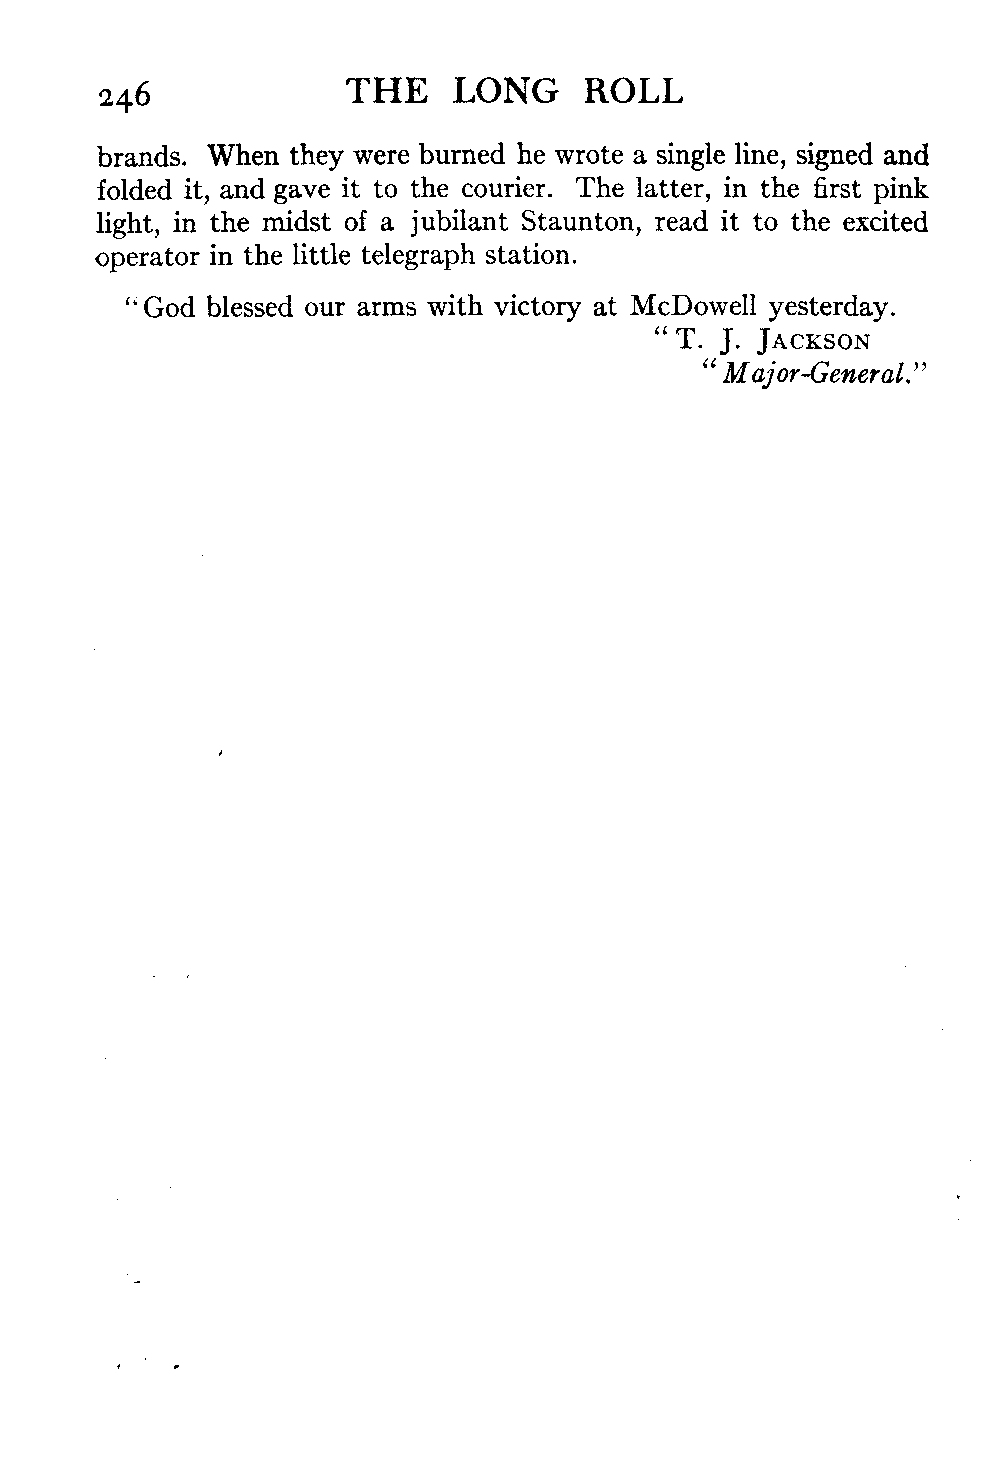 246 THE LONG ROLL
brands. When they were burned he wrote a single line, signed and
folded it, and gave it to the courier. The latter, in the first pink
light, in the midst of a jubilant Staunton, read it to the excited
operator in the little telegraph station.
“God blessed our arms with victory at McDowell yesterday.
“T. J. JACKSON
“Major-General.”